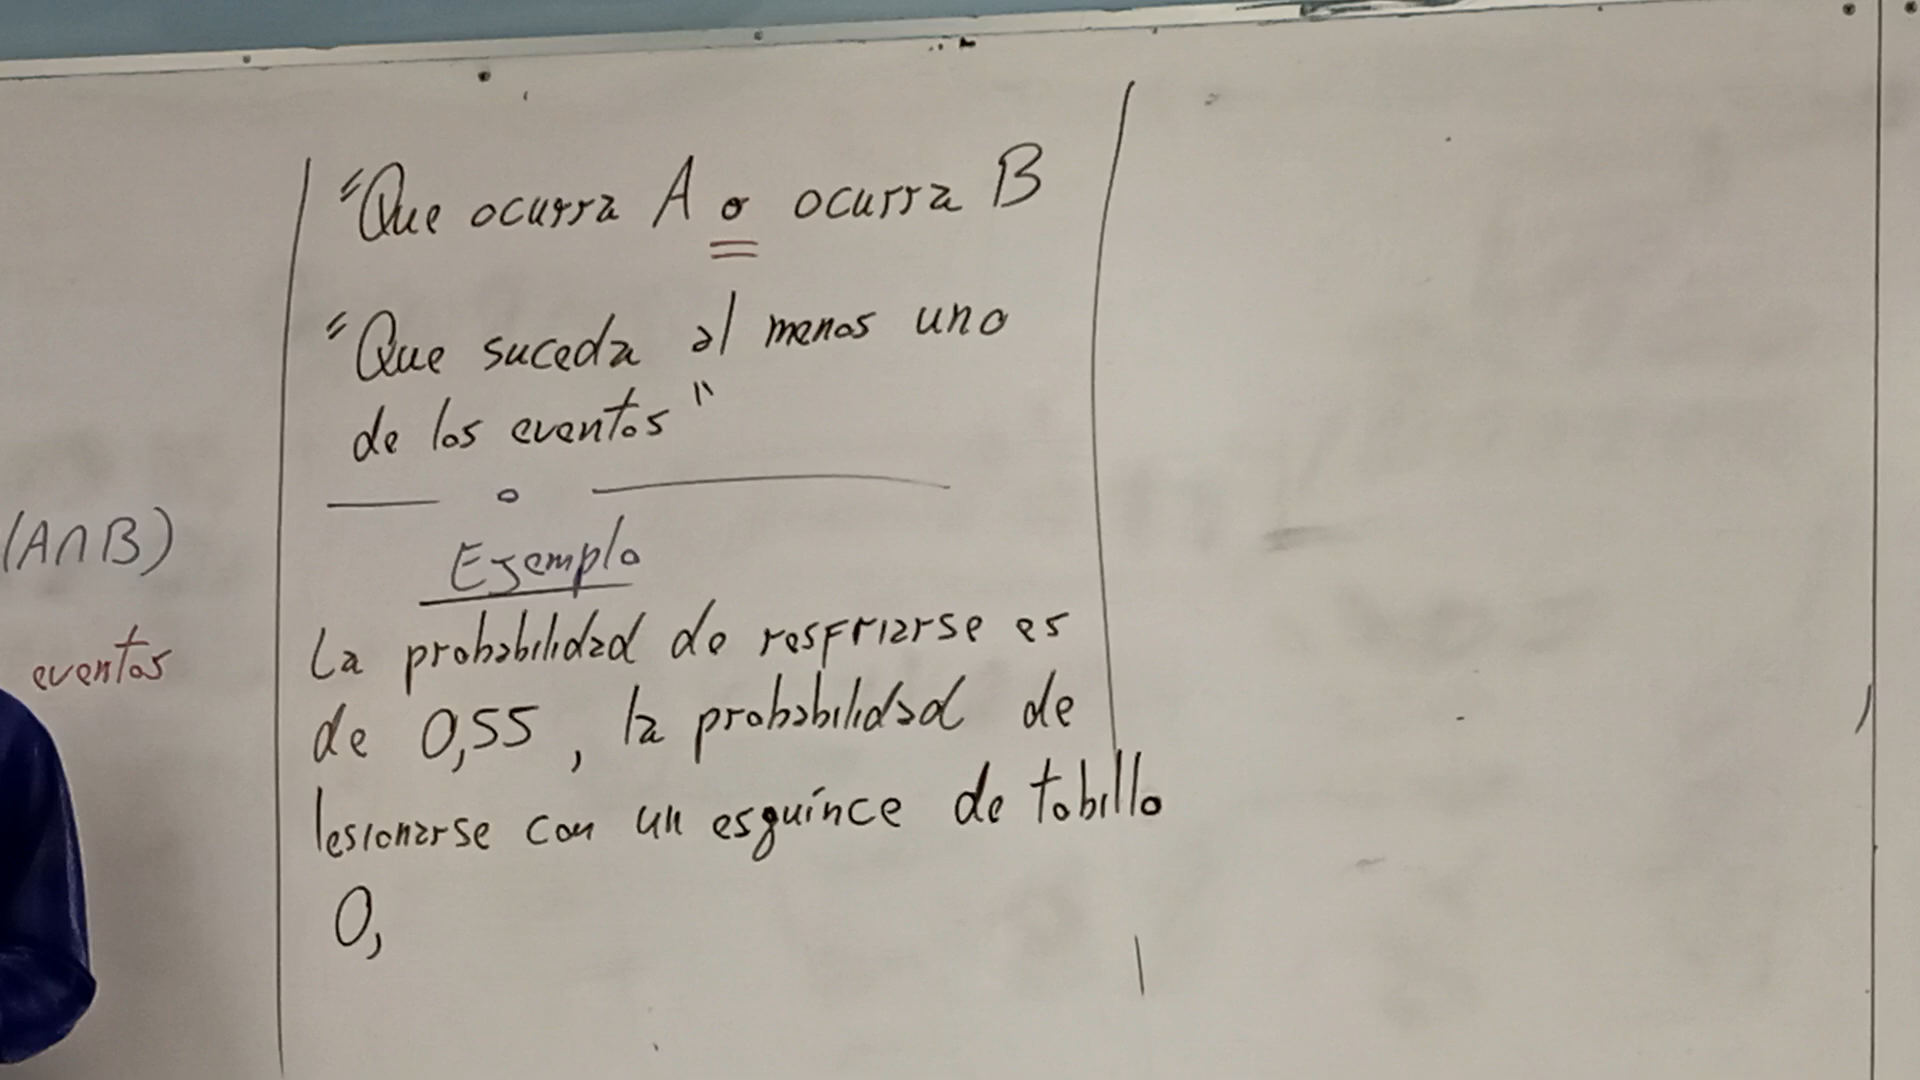 "Que ocurra A o ocurra B
"Que suceda al menos uno
de los eventos"
(A∩B)
eventos
Ejemplo
La probabilidad de resfriarse es
de 0,55, la probabilidad de
lesionarse con un esguínce de tobillo
0,